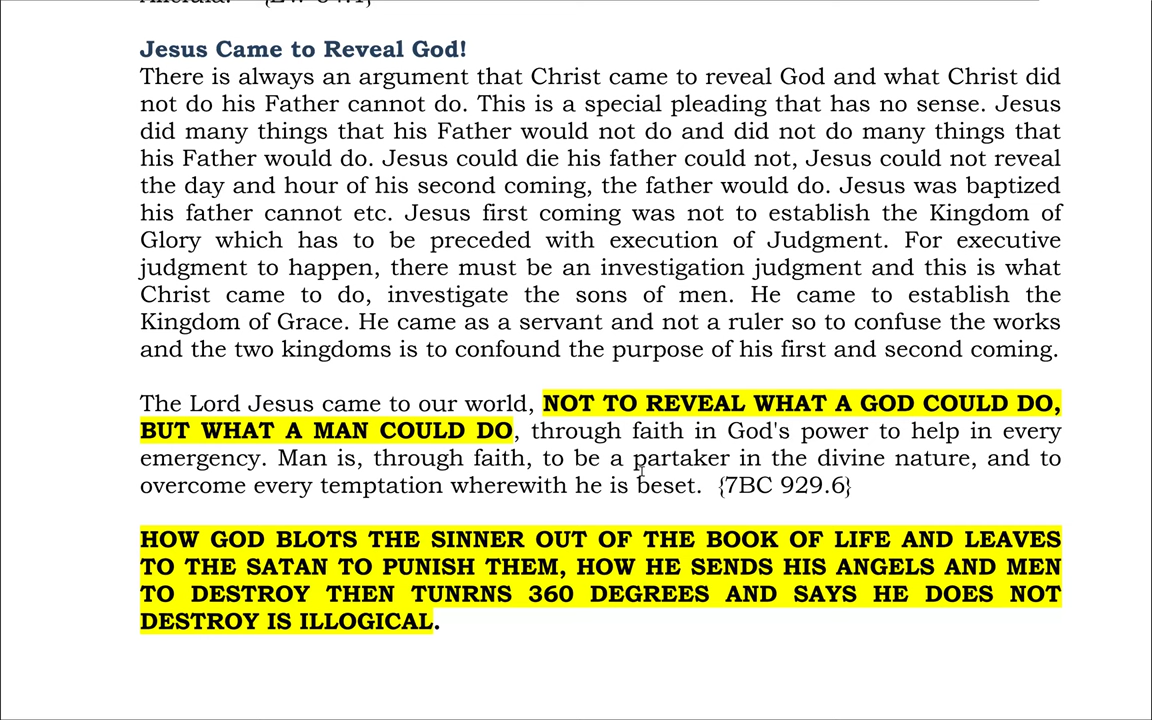 Jesus Came to Reveal God!
There is always an argument that Christ came to reveal God and what Christ did
not do his Father cannot do. This is a special pleading that has no sense. Jesus
did many things that his Father would not do and did not do many things that
his Father would do. Jesus could die his father could not, Jesus could not reveal
the day and hour of his second coming, the father would do. Jesus was baptized
his father cannot etc. Jesus first coming was not to establish the Kingdom of
Glory which has to be preceded with execution of Judgment. For executive
judgment to happen, there must be an investigation judgment and this is what
Christ came to do, investigate the sons of men. He came to establish the
Kingdom of Grace. He came as a servant and not a ruler so to confuse the works
and the two kingdoms is to confound the purpose of his first and second coming.
The Lord Jesus came to our world, NOT TO REVEAL WHAT A GOD COULD DO,
BUT WHAT A MAN COULD DO, through faith in God's power to help in every
emergency. Man is, through faith, to be a partaker in the divine nature, and to
overcome every temptation wherewith he is beset. {7BC 929.6}
HOW GOD BLOTS THE SINNER OUT OF THE BOOK OF LIFE AND LEAVES
TO THE SATAN TO PUNISH THEM, HOW HE SENDS HIS ANGELS AND MEN
TO DESTROY THEN TUNRNS 360 DEGREES AND SAYS HE DOES NOT
DESTROY IS ILLOGICAL.